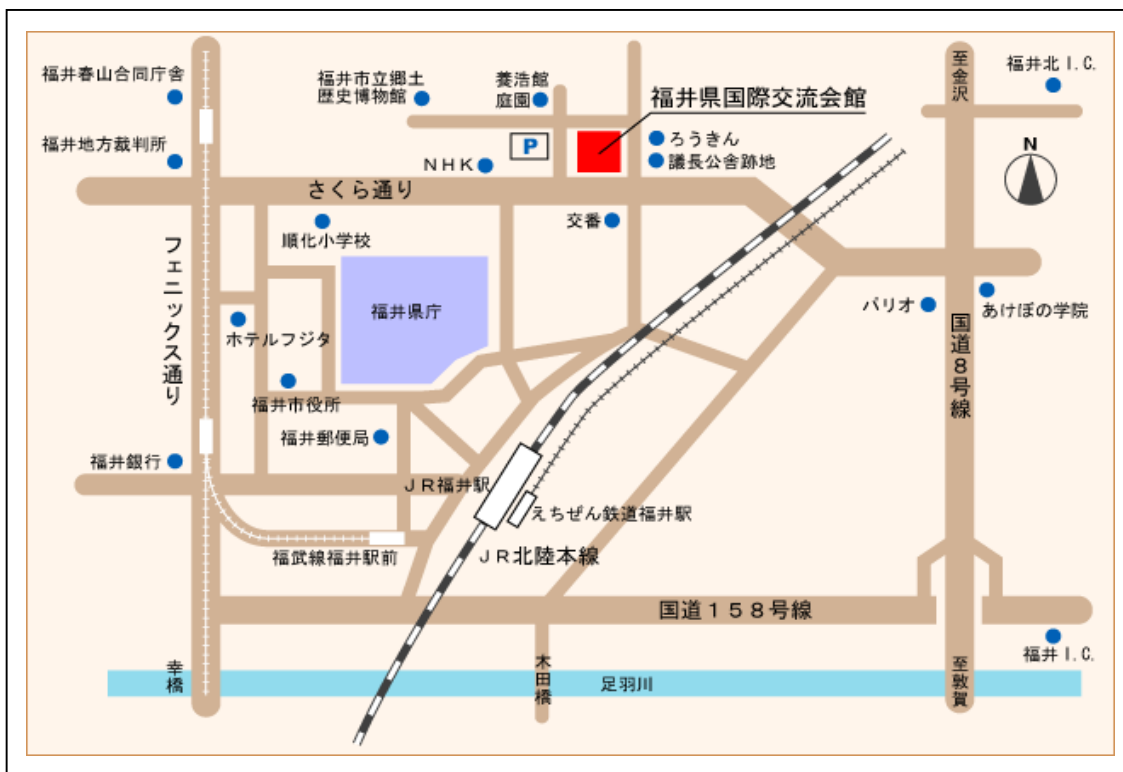 福井春山合同庁舎
福井市立郷土
歴史博物館
養浩館
庭園
福井県国際交流会館
至金沢
福井北I.C.
福井地方裁判所
P
ろうきん
議長公舎跡地
NHK
N
さくら通り
順化小学校
交番
フェニックス通り
福井県庁
ホテルフジタ
パリオ
あけぼの学院
国道8号線
福井市役所
福井郵便局
福井銀行
JR福井駅
えちぜん鉄道福井駅
福武線福井駅前
JR北陸本線
国道158号線
幸橋
木田橋
足羽川
福井I.C.
至敦賀